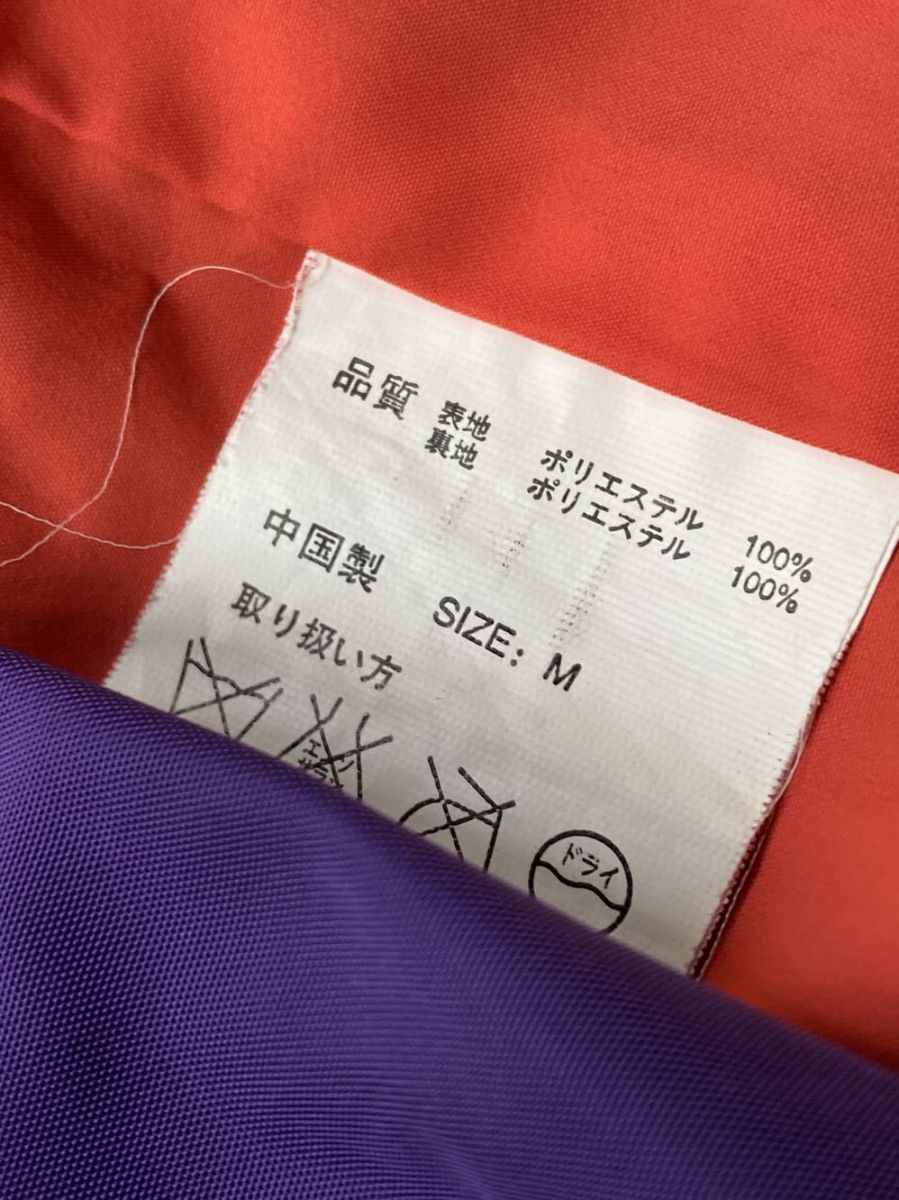 品質 表地 ポリエステル 100%
裏地 ポリエステル 100%
中国製 SIZE: M
取り扱い方
ドライ